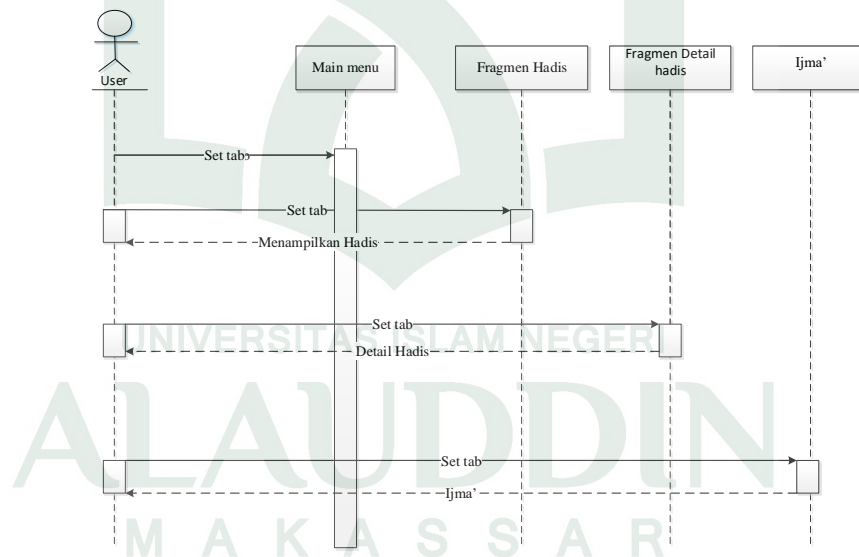 User
Main menu
Fragmen Hadis
Fragmen Detail
hadis
Ijma’
Set tab
Set tab
Menampilkan Hadis
Set tab
UNIVERSITAS ISLAM NEGERI
Detail Hadis
ALAUDDIN
Set tab
Ijma’
MAKASSAR